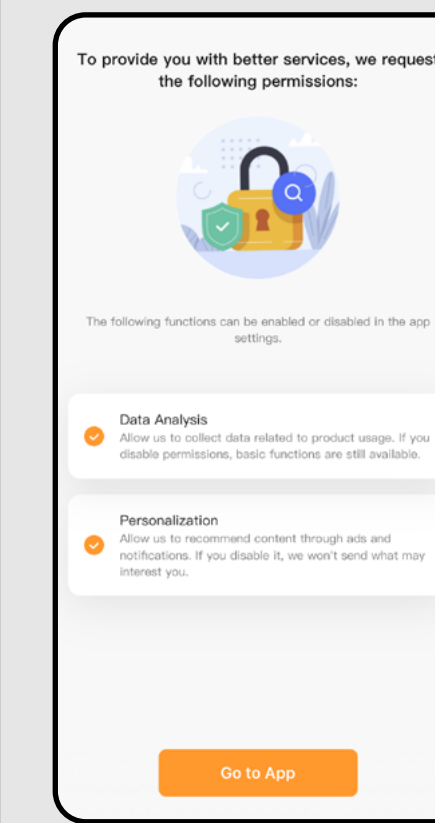 To provide you with better services, we request
the following permissions:
The following functions can be enabled or disabled in the app
settings.
Data Analysis
Allow us to collect data related to product usage. If you
disable permissions, basic functions are still available.
Personalization
Allow us to recommend content through ads and
notifications. If you disable it, we won't send what may
interest you.
Go to App